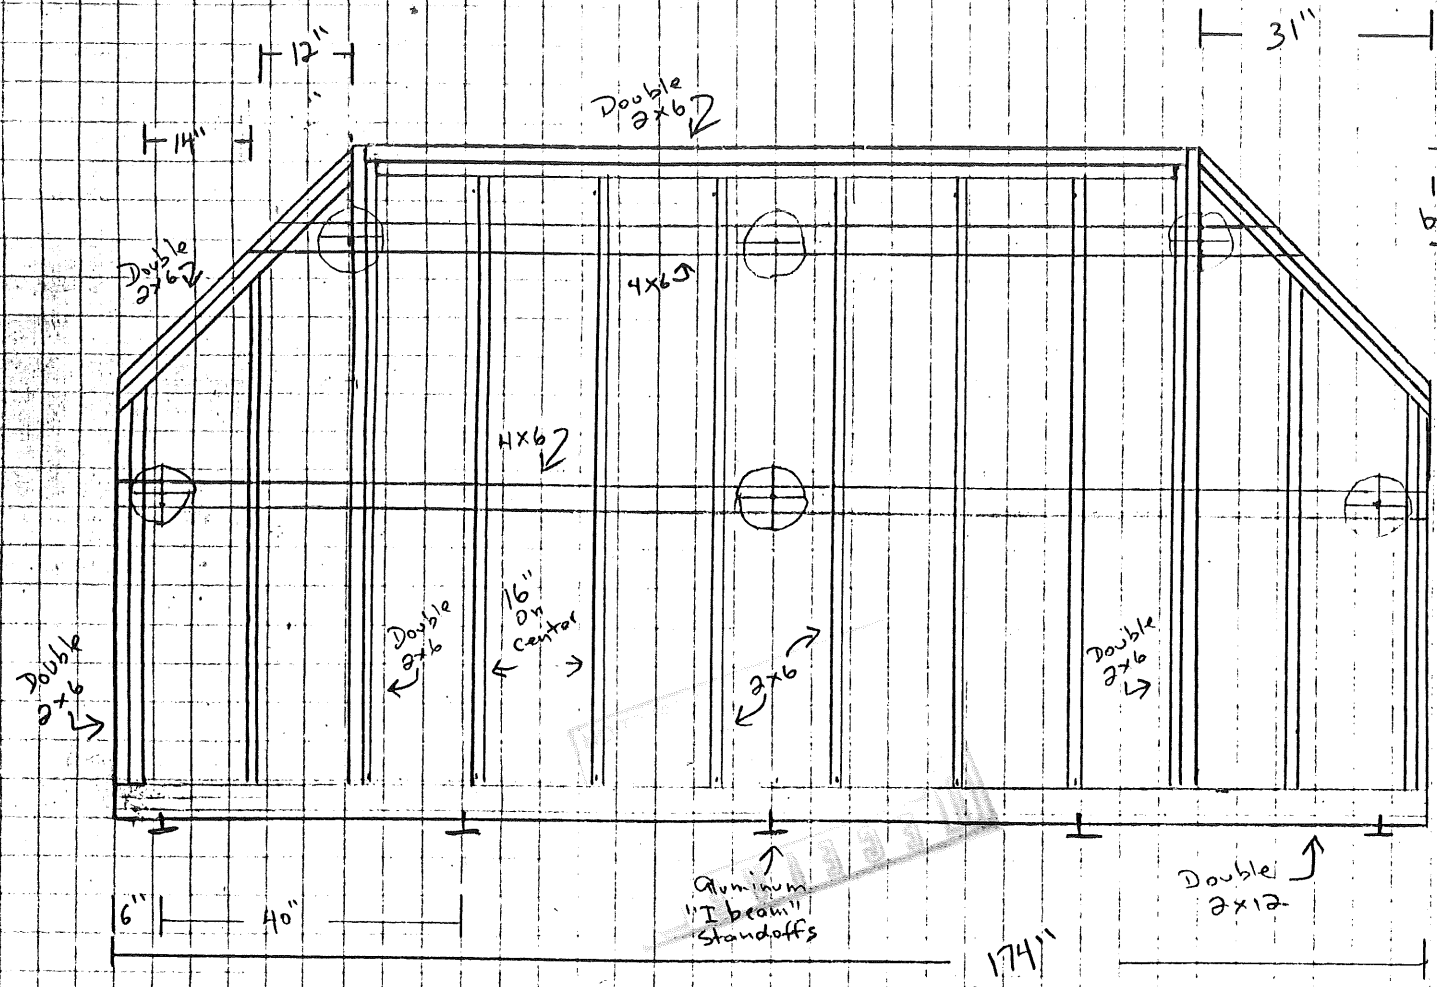 12"
31"
14"
Double
2x6
Double
2x6
4x6
4x6
16"
on
center
Double
2x6
2x6
Double
2x6
Double
2x6
Aluminum
"I beam"
Standoffs
Double
2x12
6"
40"
174"